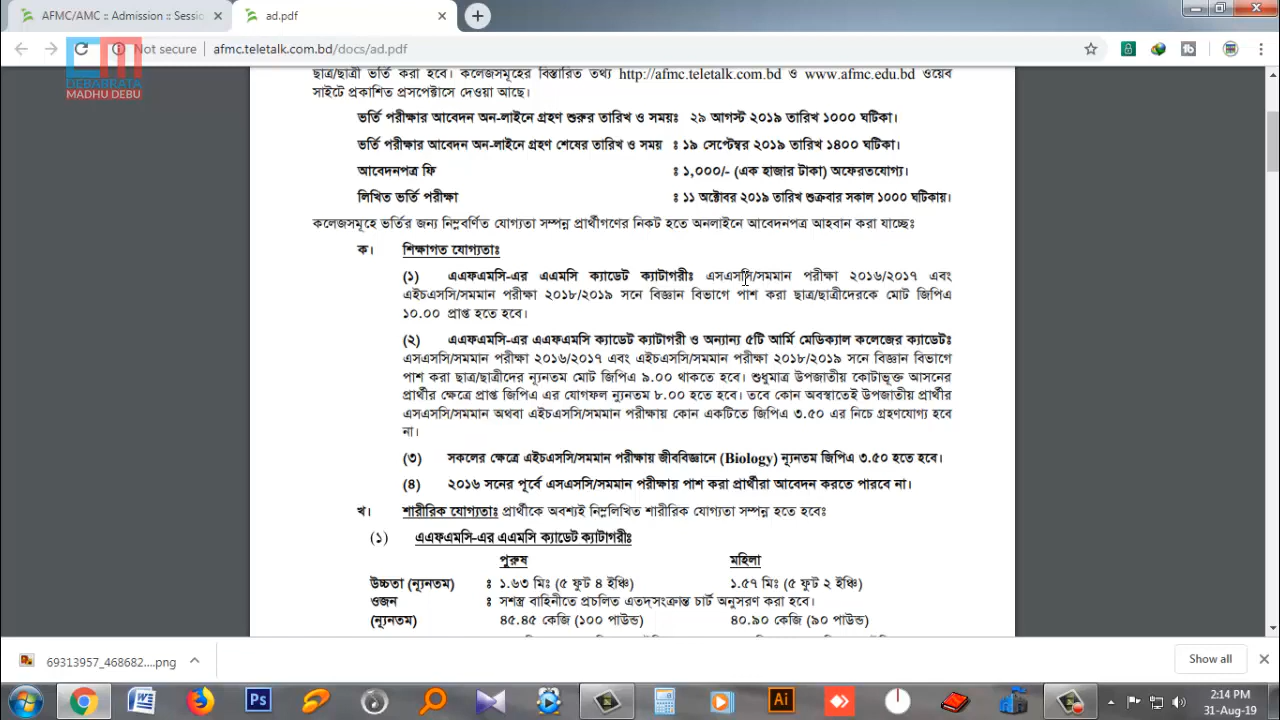 AFMC/AMC :: Admission :: Sessio
ad.pdf
Not secure
afmc.teletalk.com.bd/docs/ad.pdf
DEBABRATA
MADHU DEBU
ছাত্র/ছাত্রী ভর্তি করা হবে। কলেজসমূহের বিস্তারিত তথ্য http://afmc.teletalk.com.bd ও www.afmc.edu.bd ওয়েব
সাইটে প্রকাশিত প্রসপেক্টাসে দেওয়া আছে।
ভর্তি পরীক্ষার আবেদন অন-লাইনে গ্রহণ শুরুর তারিখ ও সময়ঃ ২৯ আগস্ট ২০১৯ তারিখ ১০০০ ঘটিকা।
ভর্তি পরীক্ষার আবেদন অন-লাইনে গ্রহণ শেষের তারিখ ও সময় ঃ ১৯ সেপ্টেম্বর ২০১৯ তারিখ ১৪০০ ঘটিকা।
আবেদনপত্র ফি ঃ ১,০০০/- (এক হাজার টাকা) অফেরতযোগ্য।
লিখিত ভর্তি পরীক্ষা ঃ ১১ অক্টোবর ২০১৯ তারিখ শুক্রবার সকাল ১০০০ ঘটিকায়।
কলেজসমূহে ভর্তির জন্য নিম্নবর্ণিত যোগ্যতা সম্পন্ন প্রার্থীগণের নিকট হতে অনলাইনে আবেদনপত্র আহবান করা যাচ্ছেঃ
ক। শিক্ষাগত যোগ্যতাঃ
(১) এএফএমসি-এর এএমসি ক্যাডেট ক্যাটাগরীঃ এসএসসি/সমমান পরীক্ষা ২০১৬/২০১৭ এবং
এইচএসসি/সমমান পরীক্ষা ২০১৮/২০১৯ সনে বিজ্ঞান বিভাগে পাশ করা ছাত্র/ছাত্রীদেরকে মোট জিপিএ
১০.০০ প্রাপ্ত হতে হবে।
(২) এএফএমসি-এর এএফএমসি ক্যাডেট ক্যাটাগরী ও অন্যান্য ৫টি আর্মি মেডিক্যাল কলেজের ক্যাডেটঃ
এসএসসি/সমমান পরীক্ষা ২০১৬/২০১৭ এবং এইচএসসি/সমমান পরীক্ষা ২০১৮/২০১৯ সনে বিজ্ঞান বিভাগে
পাশ করা ছাত্র/ছাত্রীদের ন্যূনতম মোট জিপিএ ৯.০০ থাকতে হবে। শুধুমাত্র উপজাতীয় কোটাভূক্ত আসনের
প্রার্থীর ক্ষেত্রে প্রাপ্ত জিপিএ এর যোগফল ন্যুনতম ৮.০০ হতে হবে। তবে কোন অবস্থাতেই উপজাতীয় প্রার্থীর
এসএসসি/সমমান অথবা এইচএসসি/সমমান পরীক্ষায় কোন একটিতে জিপিএ ৩.৫০ এর নিচে গ্রহণযোগ্য হবে
না।
(৩) সকলের ক্ষেত্রে এইচএসসি/সমমান পরীক্ষায় জীববিজ্ঞানে (Biology) ন্যূনতম জিপিএ ৩.৫০ হতে হবে।
(৪) ২০১৬ সনের পূর্বে এসএসসি/সমমান পরীক্ষায় পাশ করা প্রার্থীরা আবেদন করতে পারবে না।
খ। শারীরিক যোগ্যতাঃ প্রার্থীকে অবশ্যই নিম্নলিখিত শারীরিক যোগ্যতা সম্পন্ন হতে হবেঃ
(১) এএফএমসি-এর এএমসি ক্যাডেট ক্যাটাগরীঃ
পুরুষ মহিলা
উচ্চতা (ন্যূনতম) ঃ ১.৬৩ মিঃ (৫ ফুট ৪ ইঞ্চি) ১.৫৭ মিঃ (৫ ফুট ২ ইঞ্চি)
ওজন ঃ সশস্ত্র বাহিনীতে প্রচলিত এতদ্‌সংক্রান্ত চার্ট অনুসরণ করা হবে।
(ন্যূনতম) ৪৫.৪৫ কেজি (১০০ পাউন্ড) ৪০.৯০ কেজি (৯০ পাউন্ড)
69313957_468682....png
Show all
2:14 PM
31-Aug-19